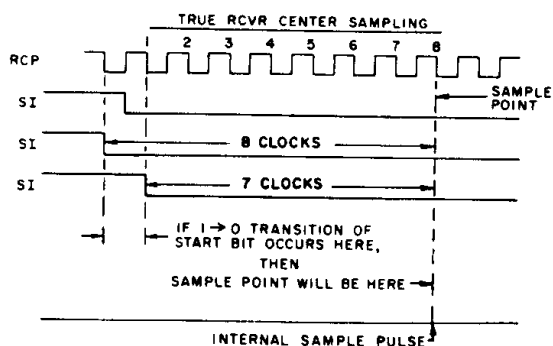 TRUE RCVR CENTER SAMPLING
2 3 4 5 6 7 8
RCP
SI
SAMPLE
POINT
SI
8 CLOCKS
SI
7 CLOCKS
IF 1→0 TRANSITION OF
START BIT OCCURS HERE,
THEN
SAMPLE POINT WILL BE HERE
INTERNAL SAMPLE PULSE